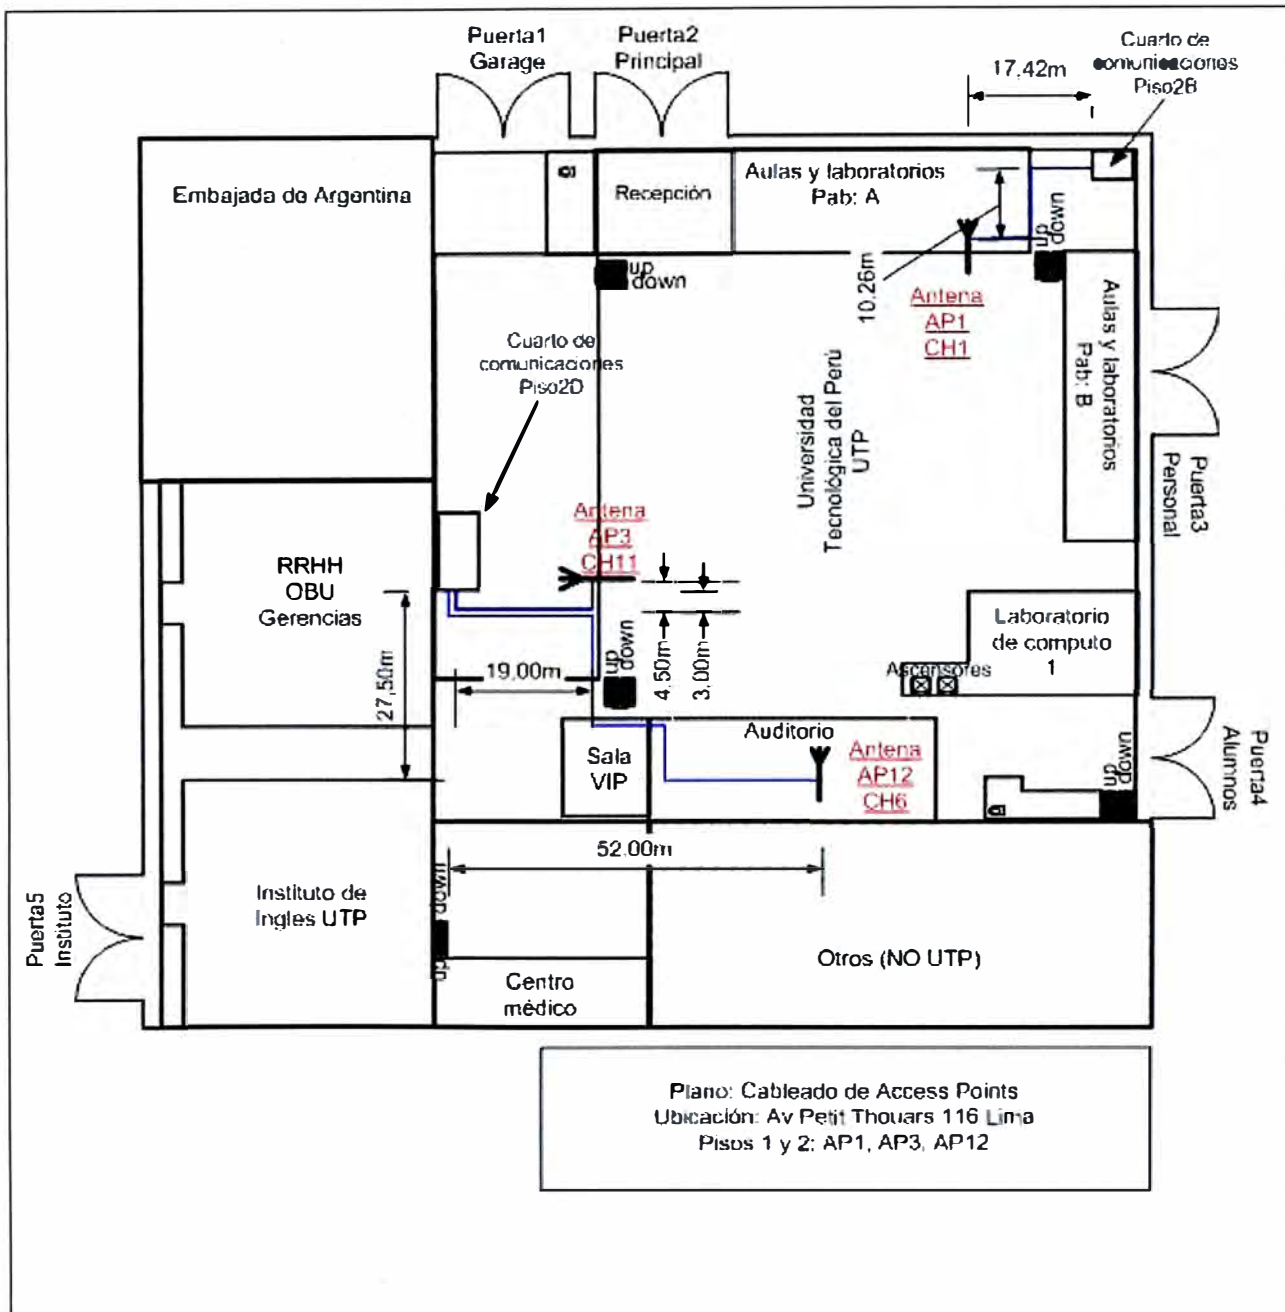 Puerta1
Garage
Puerta2
Principal
17,42m
Cuarto de
comunicaciones
Piso2B
Embajada de Argentina
Recepción
Aulas y laboratorios
Pab: A
up
down
up
down
10,26m
Antena
AP1
CH1
Aulas y laboratorios
Pab: B
Puerta3
Personal
Cuarto de
comunicaciones
Piso2D
Universidad
Tecnológica del Perú
UTP
Antena
AP3
CH11
RRHH
OBU
Gerencias
27,50m
19,00m
up
down
4,50m
3,00m
Laboratorio
de computo
1
Ascensores
Sala
VIP
Auditorio
Antena
AP12
CH6
up
down
Puerta4
Alumnos
52,00m
Puerta5
Instituto
Instituto de
Ingles UTP
down
up
Centro
médico
Otros (NO UTP)
Plano: Cableado de Access Points
Ubicación: Av Petit Thouars 116 Lima
Pisos 1 y 2: AP1, AP3, AP12